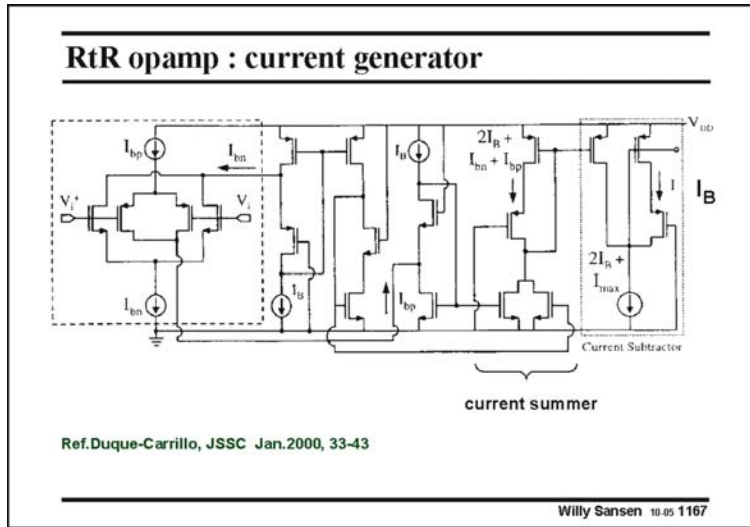 RtR opamp : current generator
V_DD
I_bp
I_bn
I_B
2I_B +
I_bn + I_bp
I
I_B
V_i+
V_i
2I_B +
I_max
I_bn
I_B
I_bp
Current Subtractor
current summer
Ref.Duque-Carrillo, JSSC Jan.2000, 33-43
Willy Sansen 10-05 1167